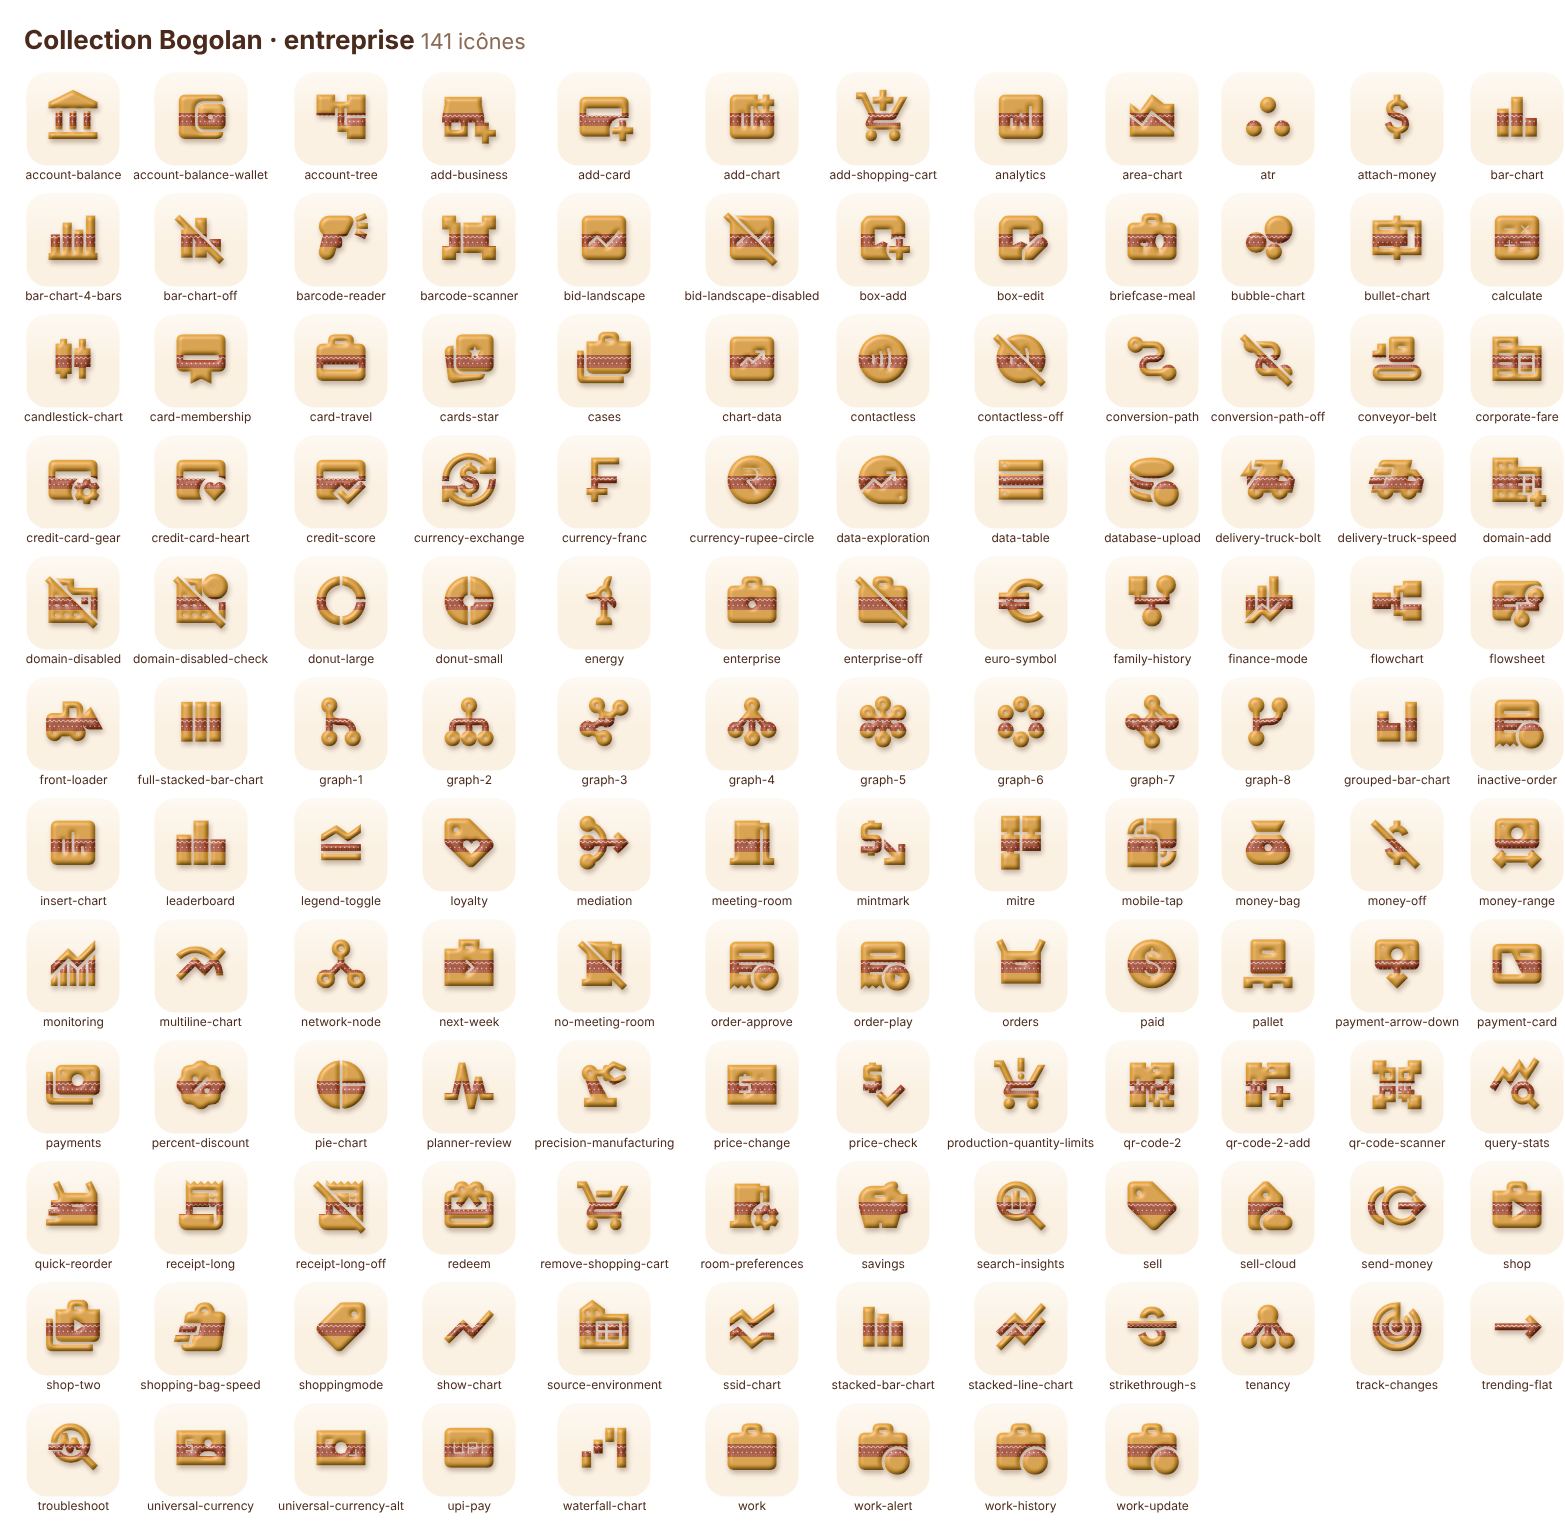 Collection Bogolan · entreprise 141 icônes
account-balance account-balance-wallet account-tree add-business add-card add-chart add-shopping-cart analytics area-chart atr attach-money bar-chart
bar-chart-4-bars bar-chart-off barcode-reader barcode-scanner bid-landscape bid-landscape-disabled box-add box-edit briefcase-meal bubble-chart bullet-chart calculate
candlestick-chart card-membership card-travel cards-star cases chart-data contactless contactless-off conversion-path conversion-path-off conveyor-belt corporate-fare
credit-card-gear credit-card-heart credit-score currency-exchange currency-franc currency-rupee-circle data-exploration data-table database-upload delivery-truck-bolt delivery-truck-speed domain-add
domain-disabled domain-disabled-check donut-large donut-small energy enterprise enterprise-off euro-symbol family-history finance-mode flowchart flowsheet
front-loader full-stacked-bar-chart graph-1 graph-2 graph-3 graph-4 graph-5 graph-6 graph-7 graph-8 grouped-bar-chart inactive-order
insert-chart leaderboard legend-toggle loyalty mediation meeting-room mintmark mitre mobile-tap money-bag money-off money-range
monitoring multiline-chart network-node next-week no-meeting-room order-approve order-play orders paid pallet payment-arrow-down payment-card
payments percent-discount pie-chart planner-review precision-manufacturing price-change price-check production-quantity-limits qr-code-2 qr-code-2-add qr-code-scanner query-stats
quick-reorder receipt-long receipt-long-off redeem remove-shopping-cart room-preferences savings search-insights sell sell-cloud send-money shop
shop-two shopping-bag-speed shoppingmode show-chart source-environment ssid-chart stacked-bar-chart stacked-line-chart strikethrough-s tenancy track-changes trending-flat
troubleshoot universal-currency universal-currency-alt upi-pay waterfall-chart work work-alert work-history work-update